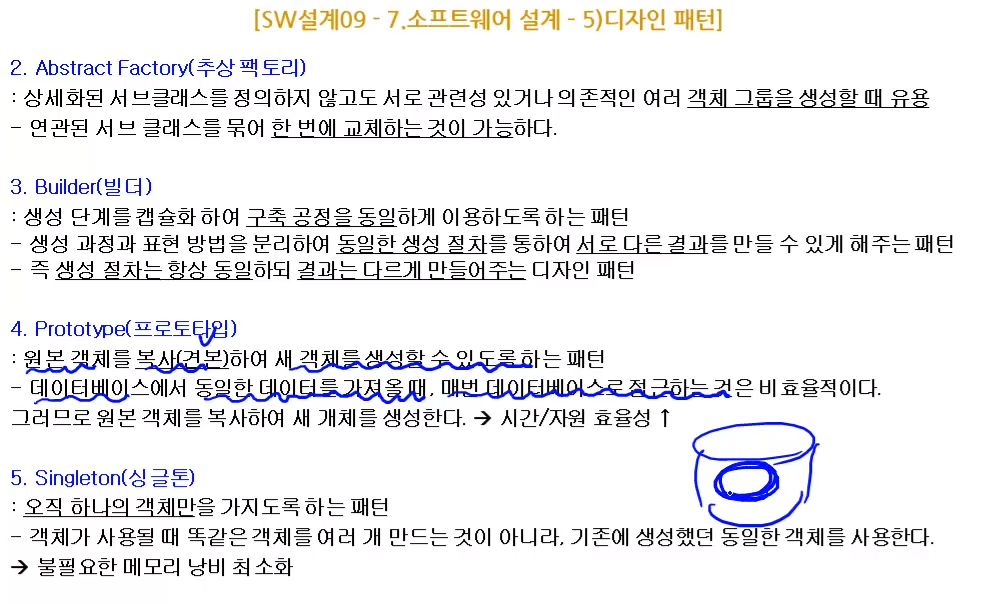 [SW설계09 - 7.소프트웨어 설계 - 5)디자인 패턴]
2. Abstract Factory(추상 팩토리)
: 상세화된 서브클래스를 정의하지 않고도 서로 관련성 있거나 의존적인 여러 객체 그룹을 생성할 때 유용
- 연관된 서브 클래스를 묶어 한 번에 교체하는 것이 가능하다.
3. Builder(빌더)
: 생성 단계를 캡슐화 하여 구축 공정을 동일하게 이용하도록 하는 패턴
- 생성 과정과 표현 방법을 분리하여 동일한 생성 절차를 통하여 서로 다른 결과를 만들 수 있게 해주는 패턴
- 즉 생성 절차는 항상 동일하되 결과는 다르게 만들어주는 디자인 패턴
4. Prototype(프로토타입)
: 원본 객체를 복사(견본)하여 새 객체를 생성할 수 있도록 하는 패턴
- 데이터베이스에서 동일한 데이터를 가져올 때, 매번 데이터베이스로 접근하는 것은 비효율적이다.
그러므로 원본 객체를 복사하여 새 개체를 생성한다. → 시간/자원 효율성 ↑
5. Singleton(싱글톤)
: 오직 하나의 객체만을 가지도록 하는 패턴
- 객체가 사용될 때 똑같은 객체를 여러 개 만드는 것이 아니라, 기존에 생성했던 동일한 객체를 사용한다.
→ 불필요한 메모리 낭비 최소화